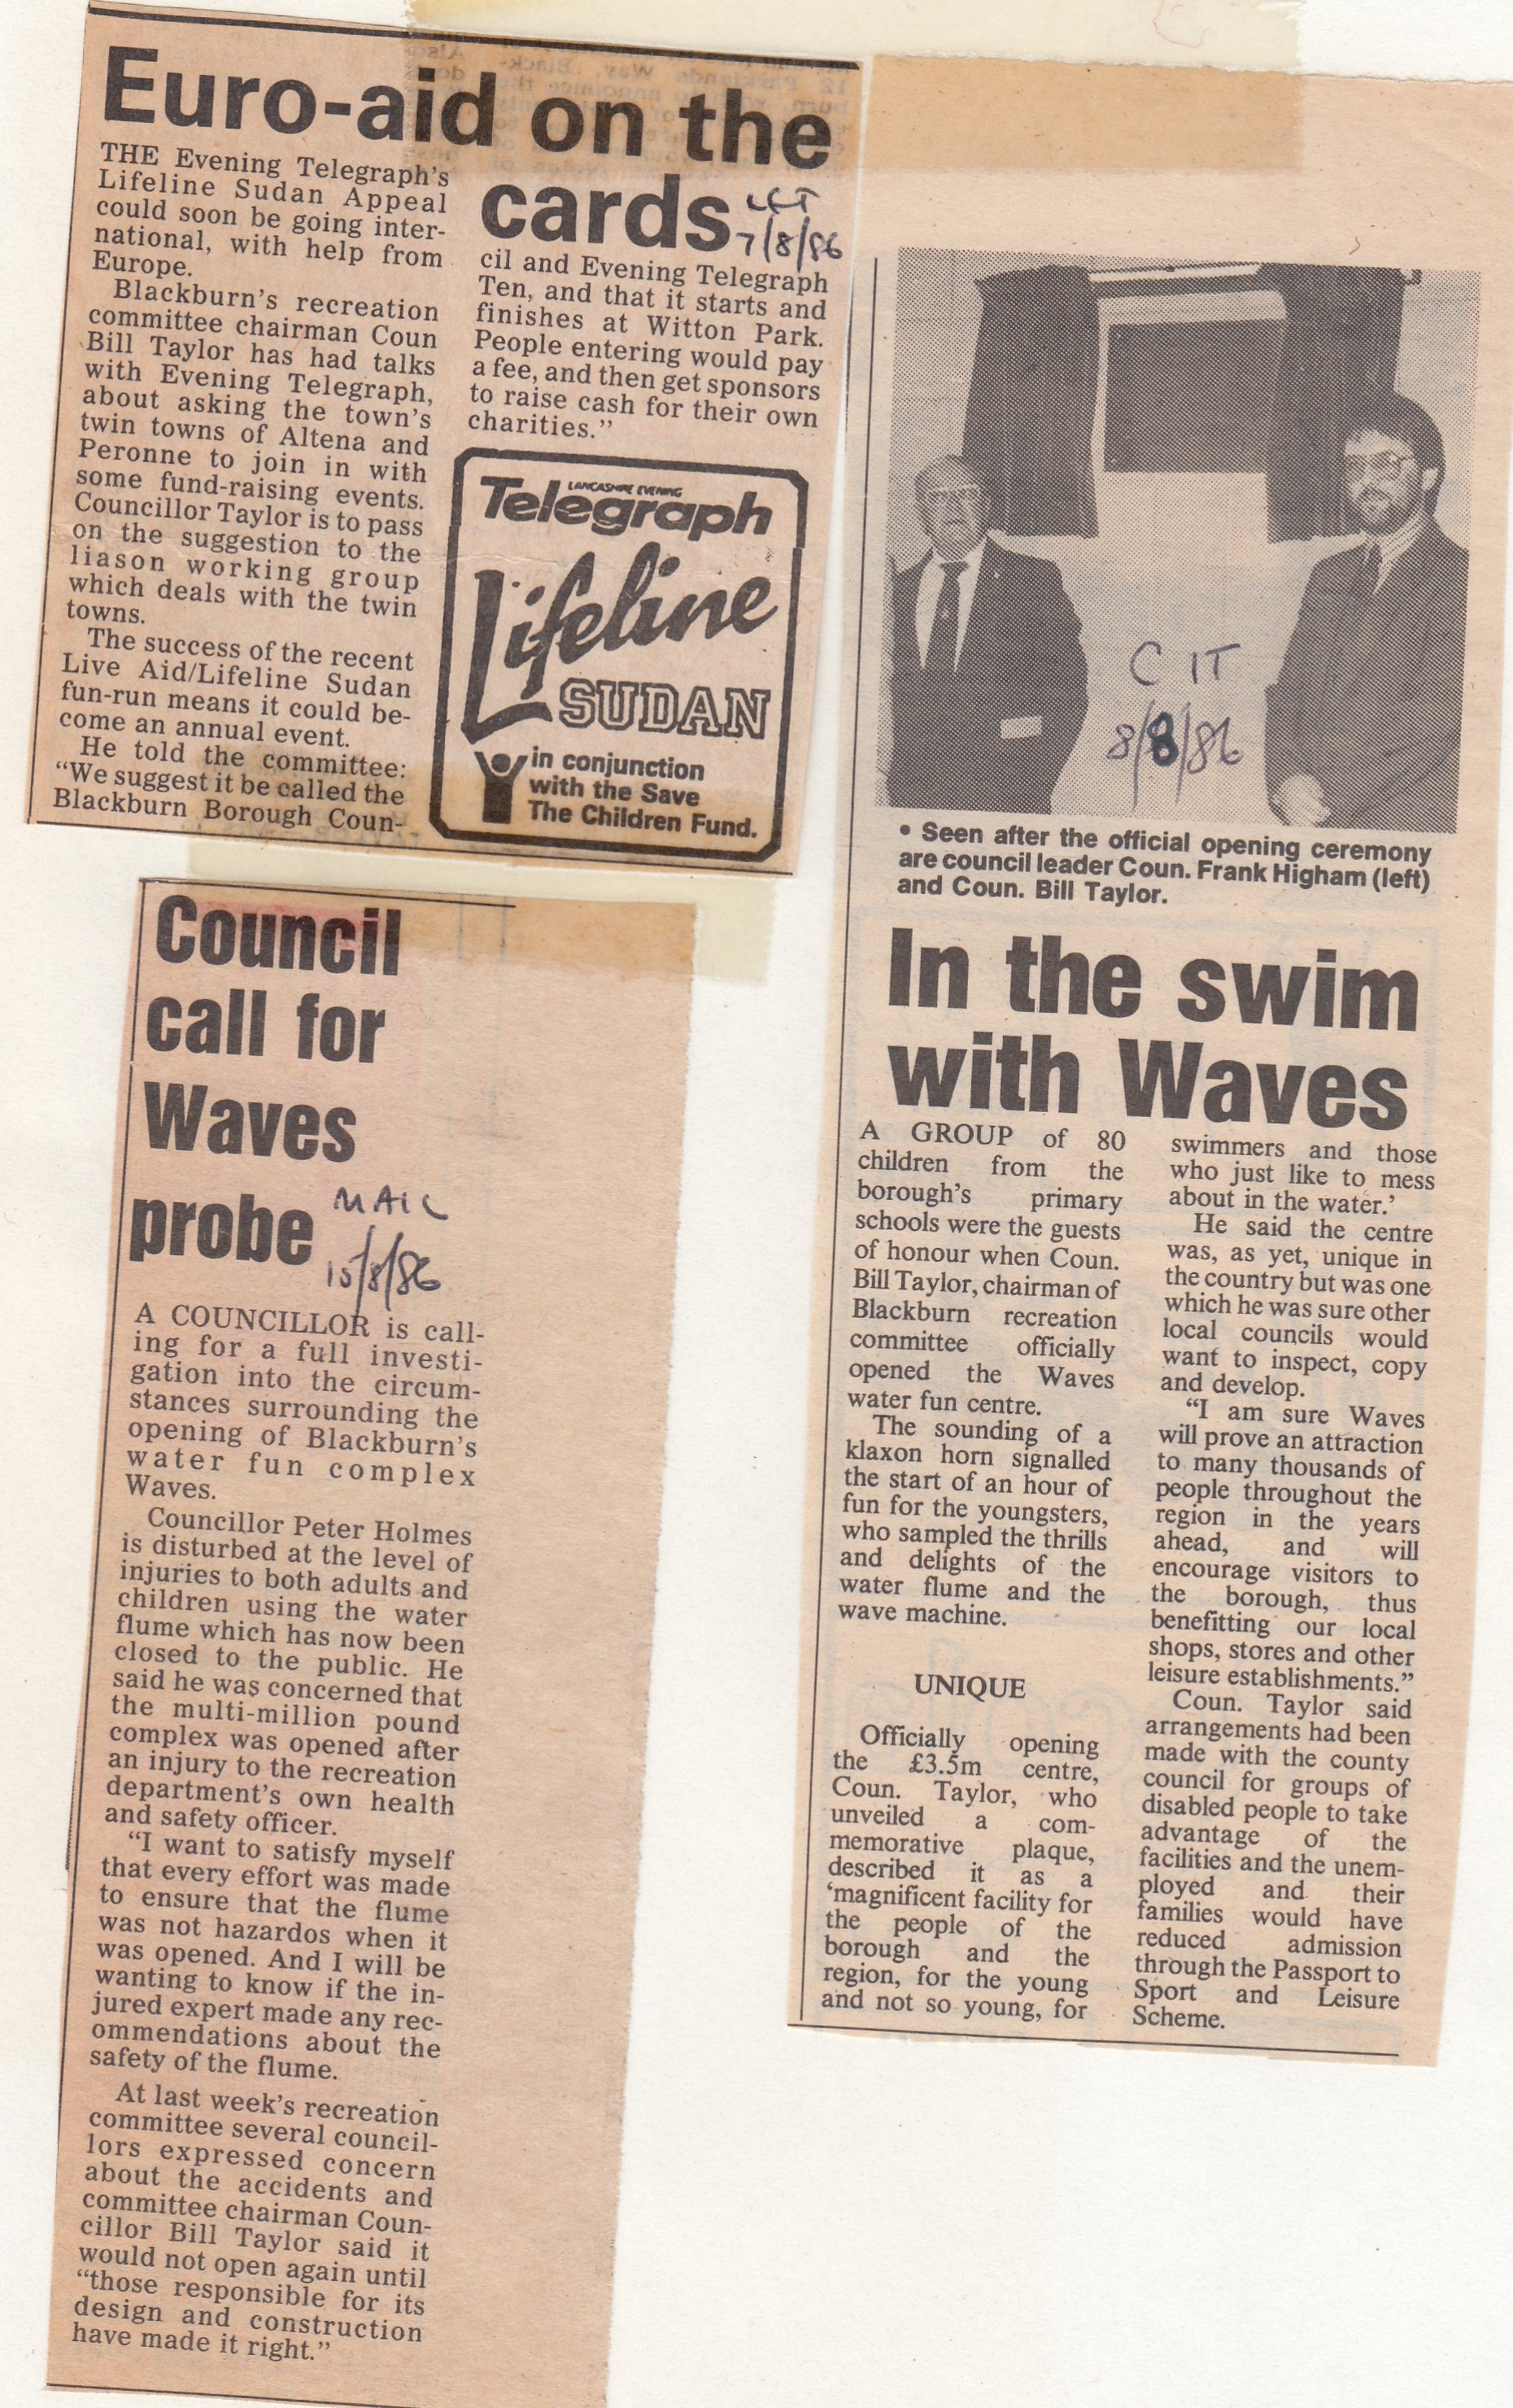 Euro-aid on the
cards
LET
7/8/86
THE Evening Telegraph's
Lifeline Sudan Appeal
could soon be going inter-
national, with help from
Europe.
Blackburn's recreation
committee chairman Coun
Bill Taylor has had talks
with Evening Telegraph,
about asking the town's
twin towns of Altena and
Peronne to join in with
some fund-raising events.
Councillor Taylor is to pass
on the suggestion to the
liason working group
which deals with the twin
towns.
The success of the recent
Live Aid/Lifeline Sudan
fun-run means it could be-
come an annual event.
He told the committee:
“We suggest it be called the
Blackburn Borough Coun-
cil and Evening Telegraph
Ten, and that it starts and
finishes at Witton Park.
People entering would pay
a fee, and then get sponsors
to raise cash for their own
charities.”
LANCASHIRE EVENING
Telegraph
Lifeline
SUDAN
in conjunction
with the Save
The Children Fund.
Council
call for
Waves
probe
MAIL
15/8/86
A COUNCILLOR is call-
ing for a full investi-
gation into the circum-
stances surrounding the
opening of Blackburn's
water fun complex
Waves.
Councillor Peter Holmes
is disturbed at the level of
injuries to both adults and
children using the water
flume which has now been
closed to the public. He
said he was concerned that
the multi-million pound
complex was opened after
an injury to the recreation
department's own health
and safety officer.
“I want to satisfy myself
that every effort was made
to ensure that the flume
was not hazardos when it
was opened. And I will be
wanting to know if the in-
jured expert made any rec-
ommendations about the
safety of the flume.
At last week's recreation
committee several council-
lors expressed concern
about the accidents and
committee chairman Coun-
cillor Bill Taylor said it
would not open again until
“those responsible for its
design and construction
have made it right.”
C IT
8/8/86
• Seen after the official opening ceremony
are council leader Coun. Frank Higham (left)
and Coun. Bill Taylor.
In the swim
with Waves
A GROUP of 80
children from the
borough's primary
schools were the guests
of honour when Coun.
Bill Taylor, chairman of
Blackburn recreation
committee officially
opened the Waves
water fun centre.
The sounding of a
klaxon horn signalled
the start of an hour of
fun for the youngsters,
who sampled the thrills
and delights of the
water flume and the
wave machine.
UNIQUE
Officially opening
the £3.5m centre,
Coun. Taylor, who
unveiled a com-
memorative plaque,
described it as a
‘magnificent facility for
the people of the
borough and the
region, for the young
and not so young, for
swimmers and those
who just like to mess
about in the water.’
He said the centre
was, as yet, unique in
the country but was one
which he was sure other
local councils would
want to inspect, copy
and develop.
“I am sure Waves
will prove an attraction
to many thousands of
people throughout the
region in the years
ahead, and will
encourage visitors to
the borough, thus
benefitting our local
shops, stores and other
leisure establishments.”
Coun. Taylor said
arrangements had been
made with the county
council for groups of
disabled people to take
advantage of the
facilities and the unem-
ployed and their
families would have
reduced admission
through the Passport to
Sport and Leisure
Scheme.